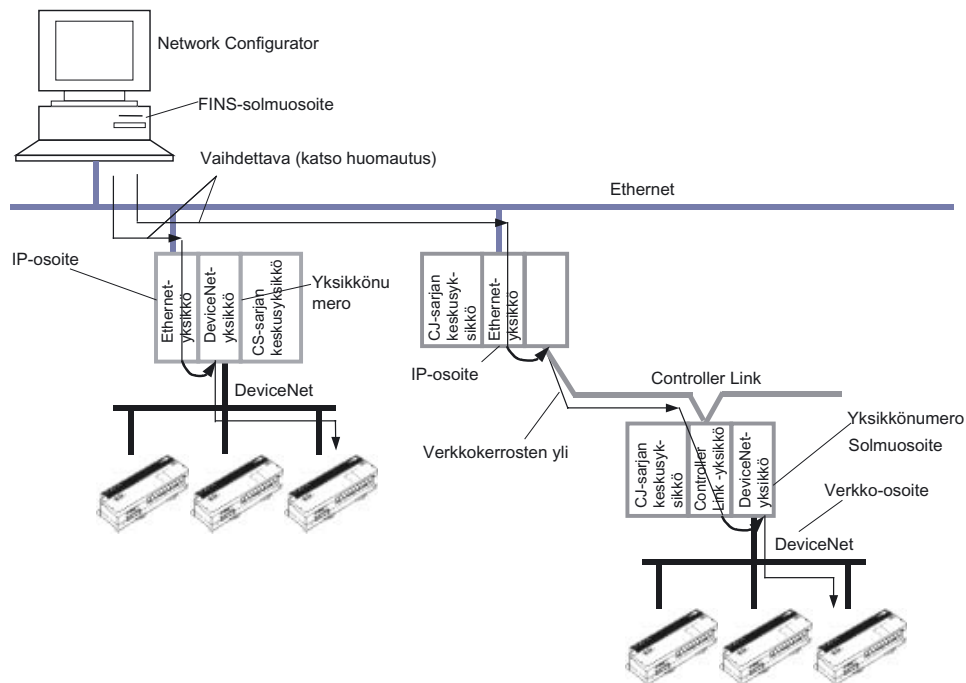 Network Configurator
FINS-solmuosoite
Vaihdettava (katso huomautus)
Ethernet
IP-osoite
Ethernet-
yksikkö
DeviceNet-
yksikkö
CS-sarjan
keskusyksikkö
Yksikkönu
mero
DeviceNet
CJ-sarjan
keskusyk-
sikkö
Ethernet-
yksikkö
IP-osoite
Controller Link
Verkkokerrosten yli
CJ-sarjan
keskusyk-
sikkö
Controller
Link -yksikkö
DeviceNet-
yksikkö
Yksikkönumero
Solmuosoite
Verkko-osoite
DeviceNet